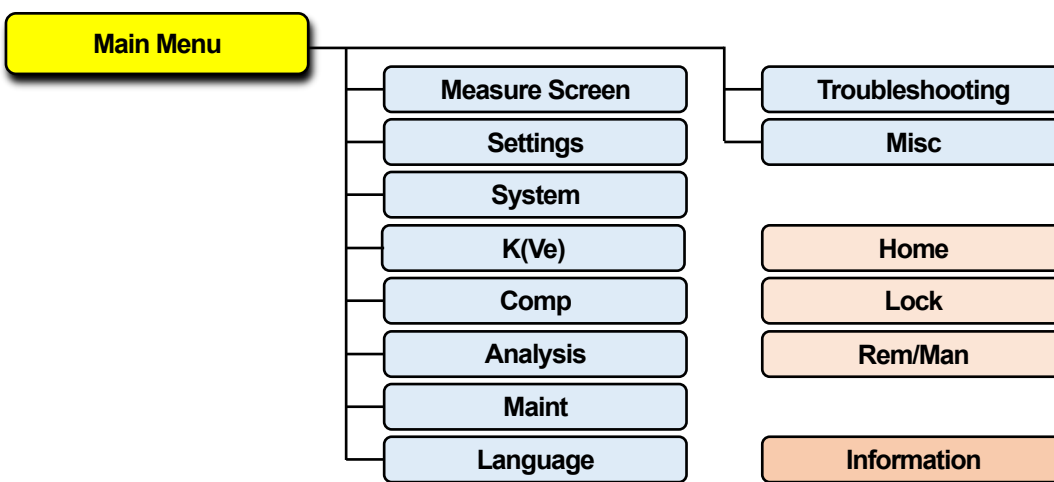 Main Menu
Measure Screen
Settings
System
K(Ve)
Comp
Analysis
Maint
Language
Troubleshooting
Misc
Home
Lock
Rem/Man
Information